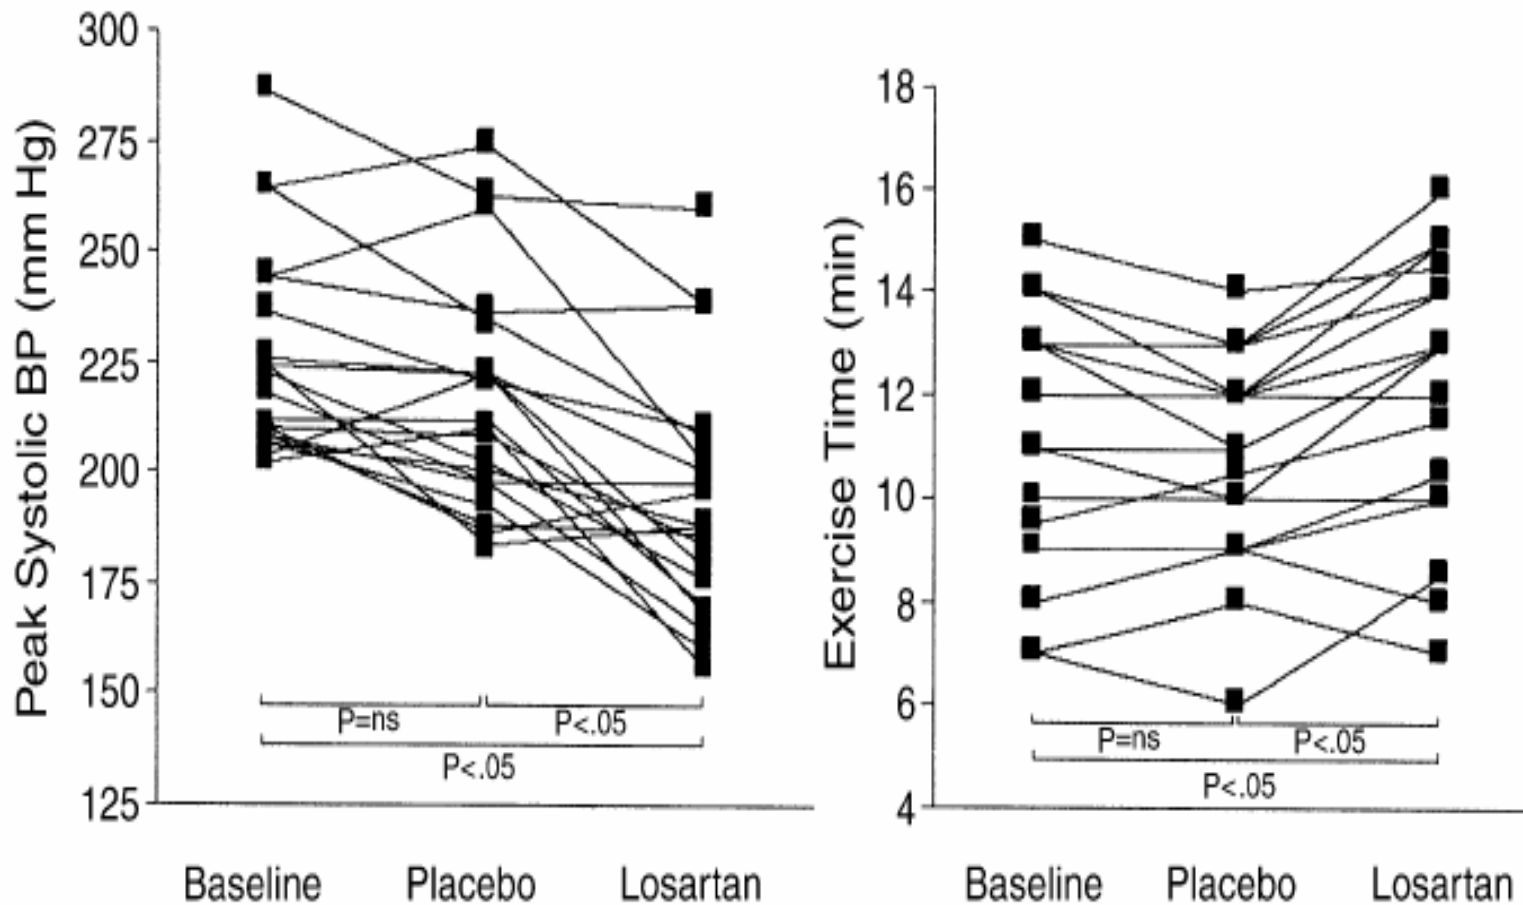 Peak Systolic BP (mm Hg)
300
275
250
225
200
175
150
125
P=ns
P<.05
P<.05
Baseline Placebo Losartan
Exercise Time (min)
18
16
14
12
10
8
6
4
P=ns
P<.05
P<.05
Baseline Placebo Losartan